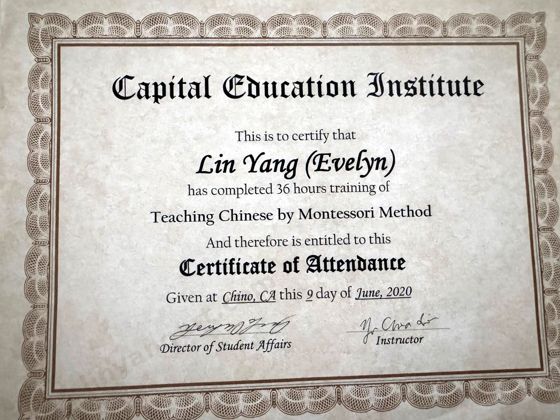 Capital Education Institute
This is to certify that
Lin Yang (Evelyn)
has completed 36 hours training of
Teaching Chinese by Montessori Method
And therefore is entitled to this
Certificate of Attendance
Given at Chino, CA this 9 day of June, 2020
Director of Student Affairs
Instructor